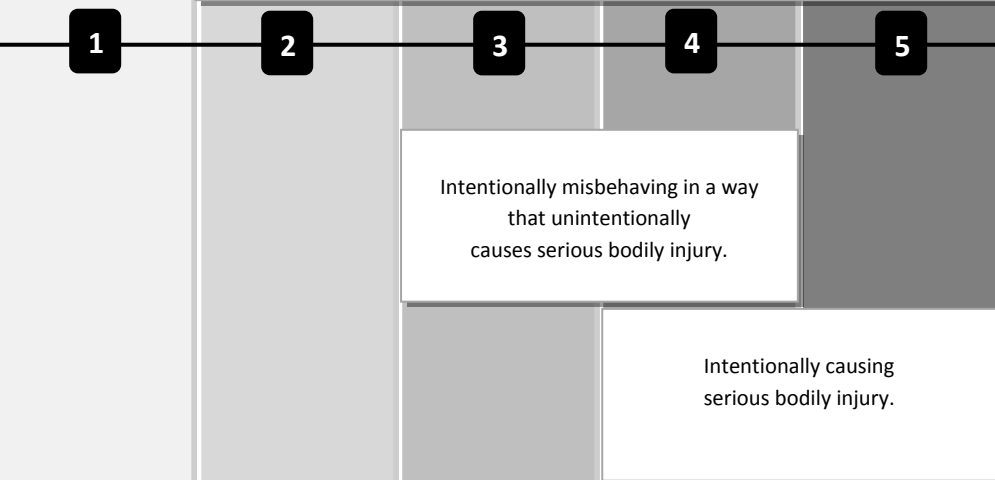 1 2 3 4 5
Intentionally misbehaving in a way
that unintentionally
causes serious bodily injury.
Intentionally causing
serious bodily injury.